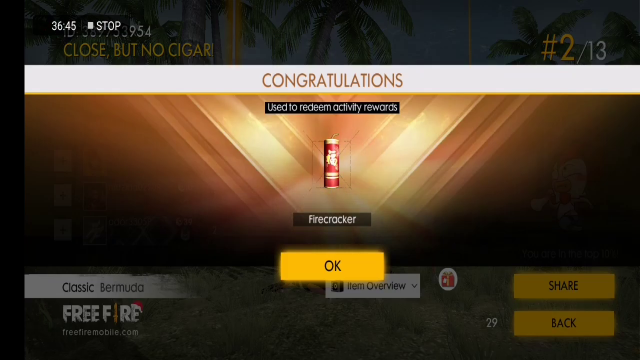 36:45 STOP
CLOSE, BUT NO CIGAR!
#2/13
CONGRATULATIONS
Used to redeem activity rewards
福
Firecracker
OK
Classic Bermuda
Item Overview
SHARE
FREE FIRE
freefiremobile.com
29
BACK